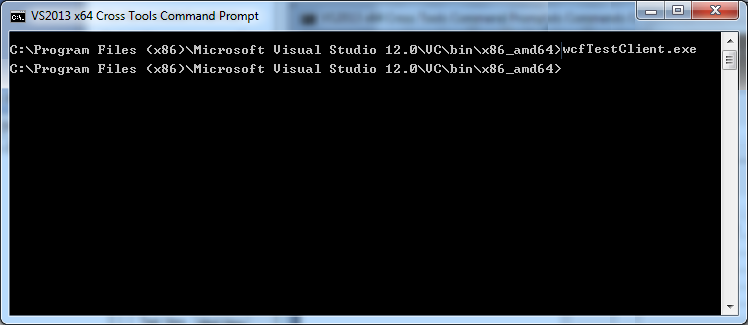 VS2013 x64 Cross Tools Command Prompt
C:\Program Files (x86)\Microsoft Visual Studio 12.0\VC\bin\x86_amd64>wcfTestClient.exe
C:\Program Files (x86)\Microsoft Visual Studio 12.0\VC\bin\x86_amd64>